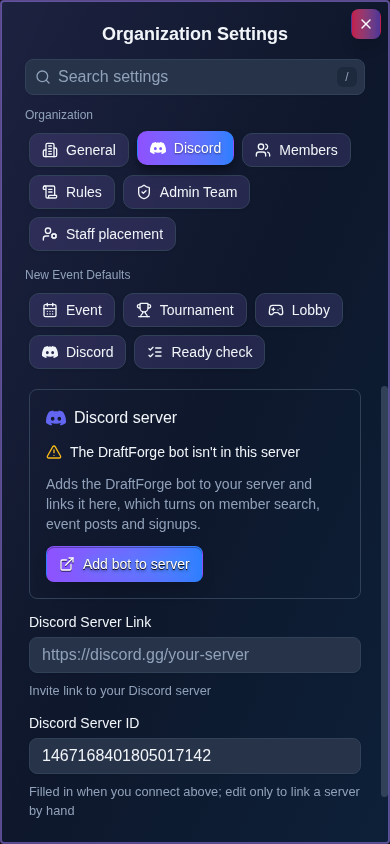 Organization Settings
Search settings
/
Organization
General
Discord
Members
Rules
Admin Team
Staff placement
New Event Defaults
Event
Tournament
Lobby
Discord
Ready check
Discord server
The DraftForge bot isn't in this server
Adds the DraftForge bot to your server and
links it here, which turns on member search,
event posts and signups.
Add bot to server
Discord Server Link
https://discord.gg/your-server
Invite link to your Discord server
Discord Server ID
1467168401805017142
Filled in when you connect above; edit only to link a server
by hand